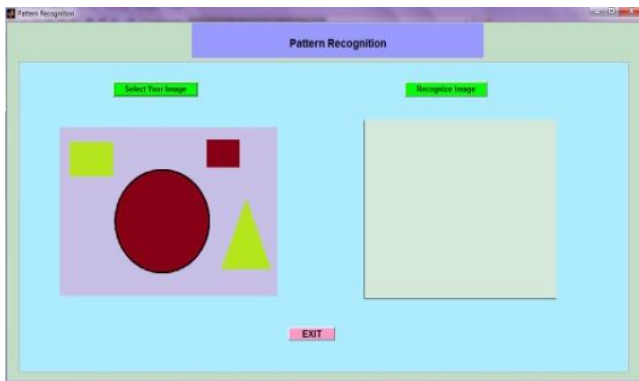 Pattern Recognition
Pattern Recognition
Select Your Image
Recognize Image
EXIT